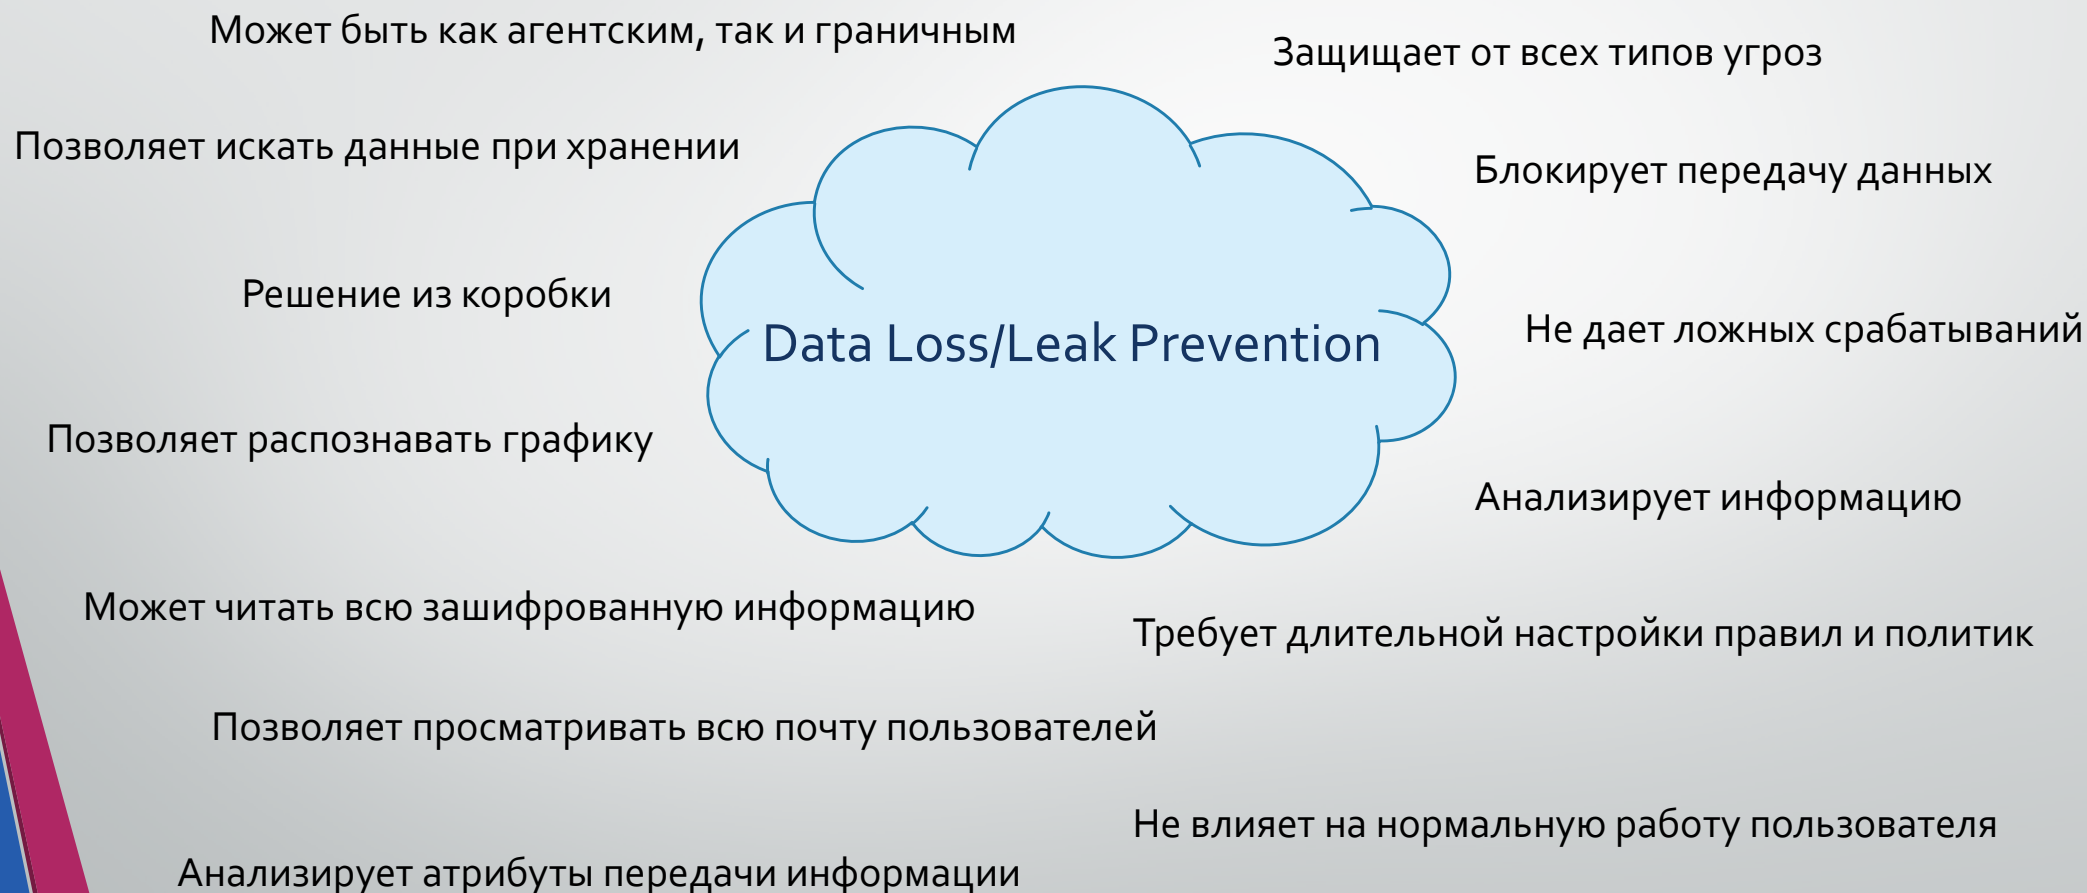 Может быть как агентским, так и граничным
Защищает от всех типов угроз
Позволяет искать данные при хранении
Блокирует передачу данных
Решение из коробки
Не дает ложных срабатываний
Data Loss/Leak Prevention
Позволяет распознавать графику
Анализирует информацию
Может читать всю зашифрованную информацию
Требует длительной настройки правил и политик
Позволяет просматривать всю почту пользователей
Не влияет на нормальную работу пользователя
Анализирует атрибуты передачи информации